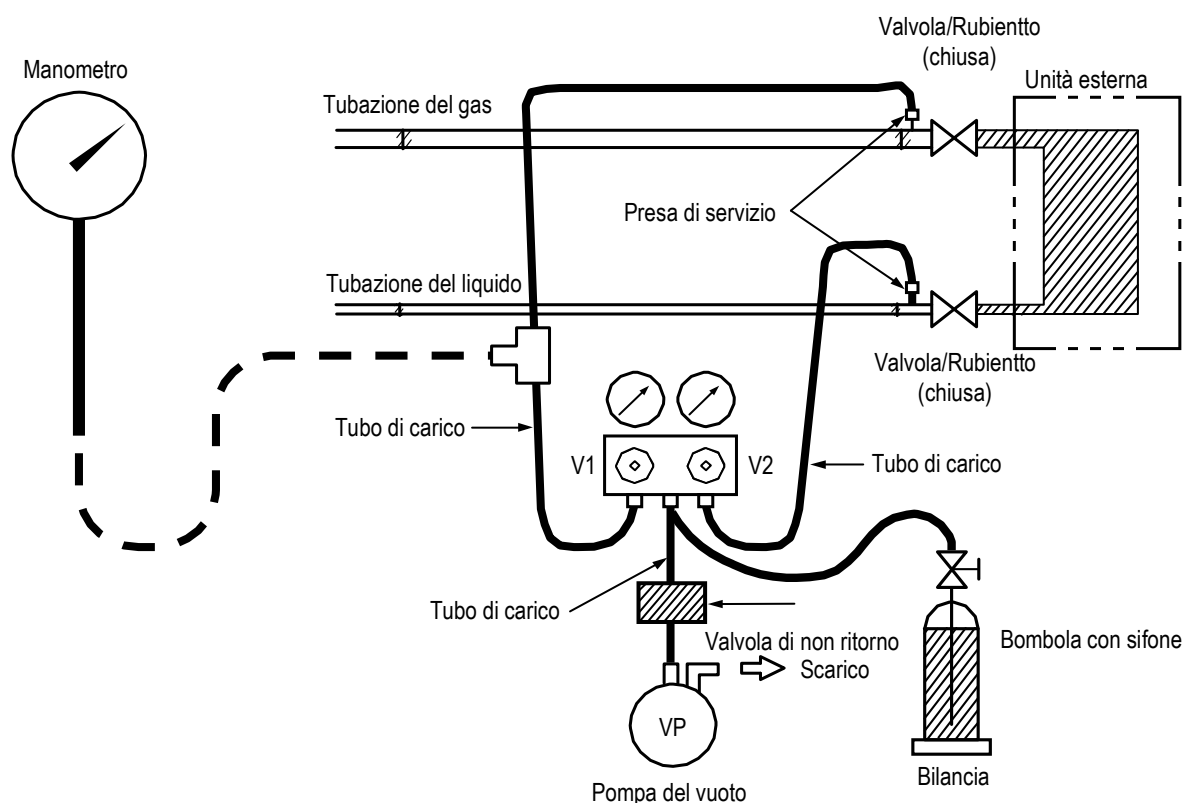 Valvola/Rubientto
(chiusa)
Manometro
Unità esterna
Tubazione del gas
Presa di servizio
Tubazione del liquido
Valvola/Rubientto
(chiusa)
Tubo di carico
V1
V2
Tubo di carico
Tubo di carico
Valvola di non ritorno
Scarico
Bombola con sifone
VP
Bilancia
Pompa del vuoto